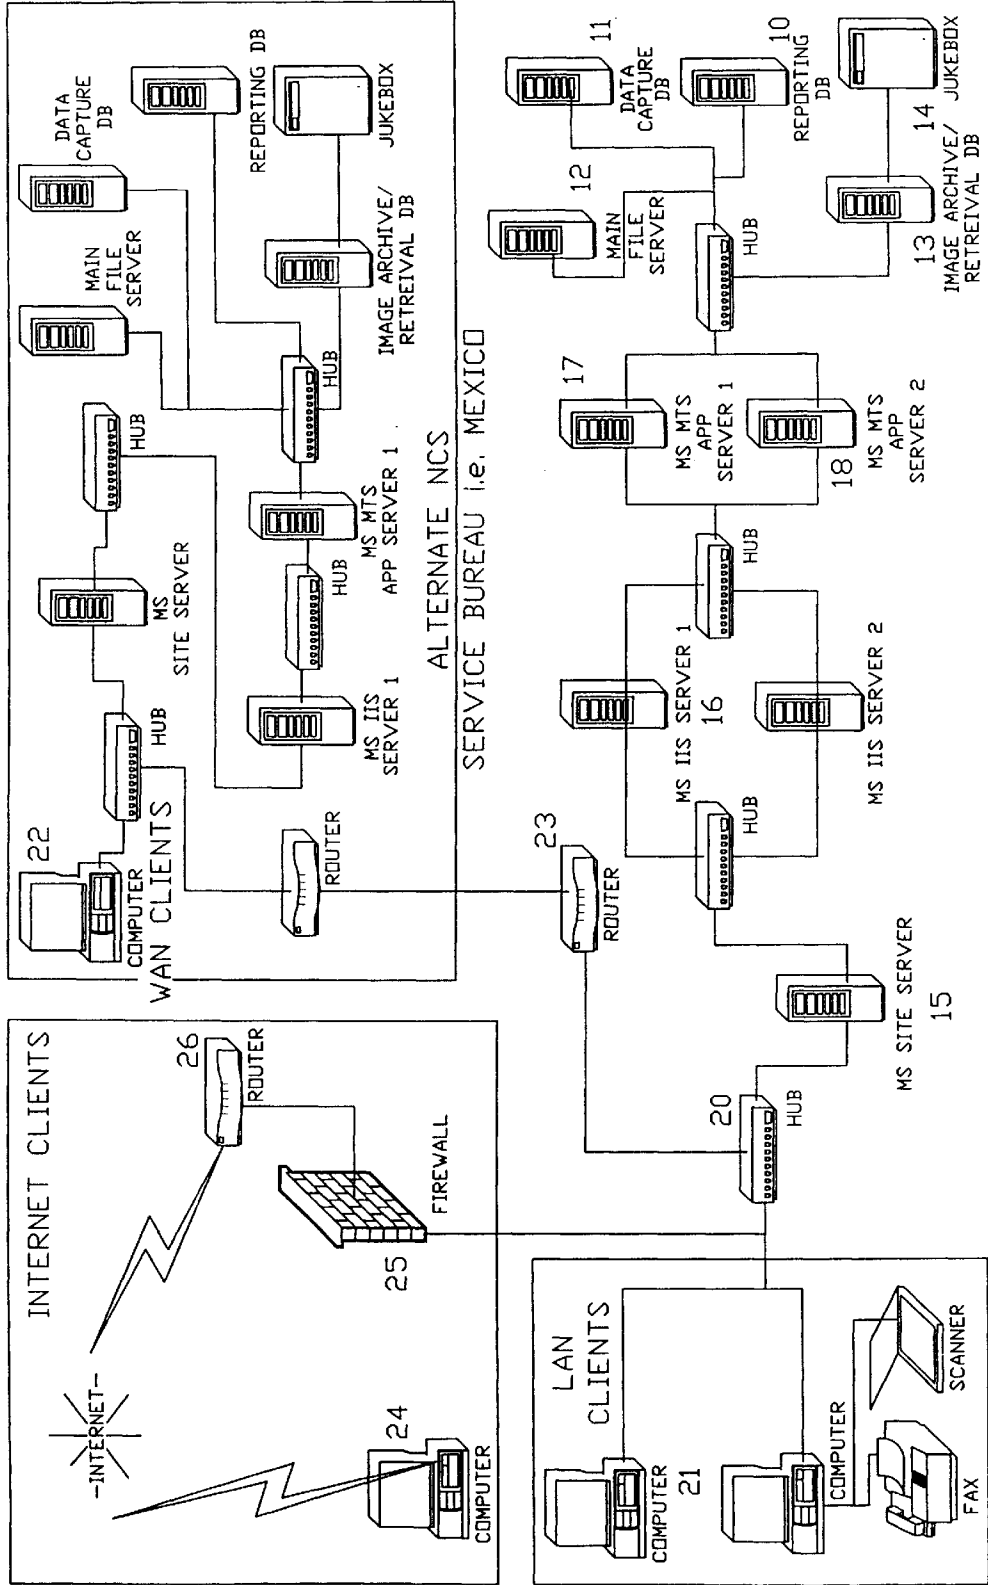 INTERNET CLIENTS
-INTERNET-
24
COMPUTER
26
ROUTER
25
FIREWALL
LAN
CLIENTS
COMPUTER
21
COMPUTER
FAX
SCANNER
22
COMPUTER
WAN CLIENTS
HUB
MS
SITE SERVER
HUB
MAIN
FILE
SERVER
DATA
CAPTURE
DB
REPORTING DB
JUKEBOX
IMAGE ARCHIVE/
RETREIVAL DB
HUB
MS MTS
APP SERVER 1
HUB
MS IIS
SERVER 1
ROUTER
ALTERNATE NCS
SERVICE BUREAU i.e. MEXICO
23
ROUTER
20
HUB
MS SITE SERVER
15
HUB
MS IIS SERVER 1
16
MS IIS SERVER 2
HUB
17
MS MTS
APP
SERVER 1
18
MS MTS
APP
SERVER 2
HUB
12
MAIN
FILE
SERVER
11
DATA
CAPTURE
DB
10
REPORTING
DB
13
IMAGE ARCHIVE/
RETREIVAL DB
14
JUKEBOX